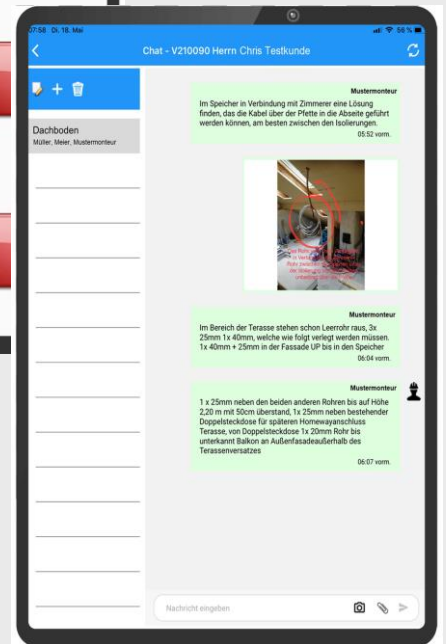 07:58 Di. 18. Mai
56 %
Chat - V210090 Herrn Chris Testkunde
Dachboden
Müller, Meier, Mustermonteur
Mustermonteur
Im Speicher in Verbindung mit Zimmerer eine Lösung
finden, das die Kabel über der Pfette in die Abseite geführt
werden können, am besten zwischen den Isolierungen.
05:52 vorm.
Mustermonteur
Im Bereich der Terasse stehen schon Leerrohr raus, 3x
25mm 1x 40mm, welche wie folgt verlegt werden müssen.
1x 40mm + 25mm in der Fassade UP bis in den Speicher
06:04 vorm.
Mustermonteur
1 x 25mm neben den beiden anderen Rohren bis auf Höhe
2,20 m mit 50cm überstand, 1x 25mm neben bestehender
Doppelsteckdose für späteren Homewayanschluss
Terasse, von Doppelsteckdose 1x 20mm Rohr bis
unterkannt Balkon an Außenfasadeaußerhalb des
Terassenversatzes
06:07 vorm.
Nachricht eingeben